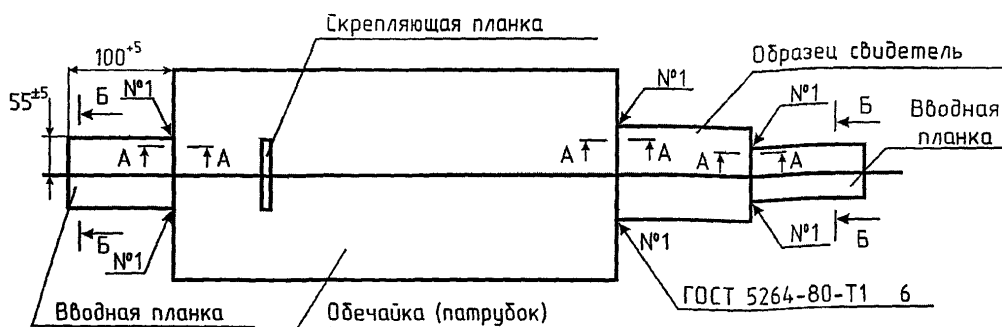 Скрепляющая планка
Образец свидетель
100⁺⁵
55±⁵
Б
№1
№1
№1
Б
Вводная
планка
А
А
А
А
А
А
Б
№1
№1
№1
Б
ГОСТ 5264-80-Т1 6
Вводная планка
Обечайка (патрубок)